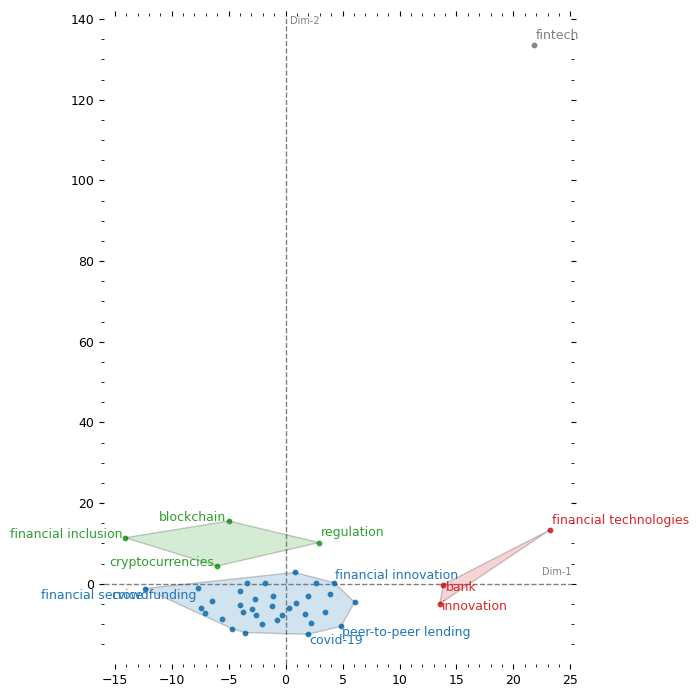 140
Dim-2
fintech
120
100
80
60
40
20
blockchain
financial technologies
financial inclusion
regulation
cryptocurrencies
Dim-1
financial innovation
0
bank
crowdfunding
innovation
peer-to-peer lending
covid-19
−15
−10
−5
0
5
10
15
20
25